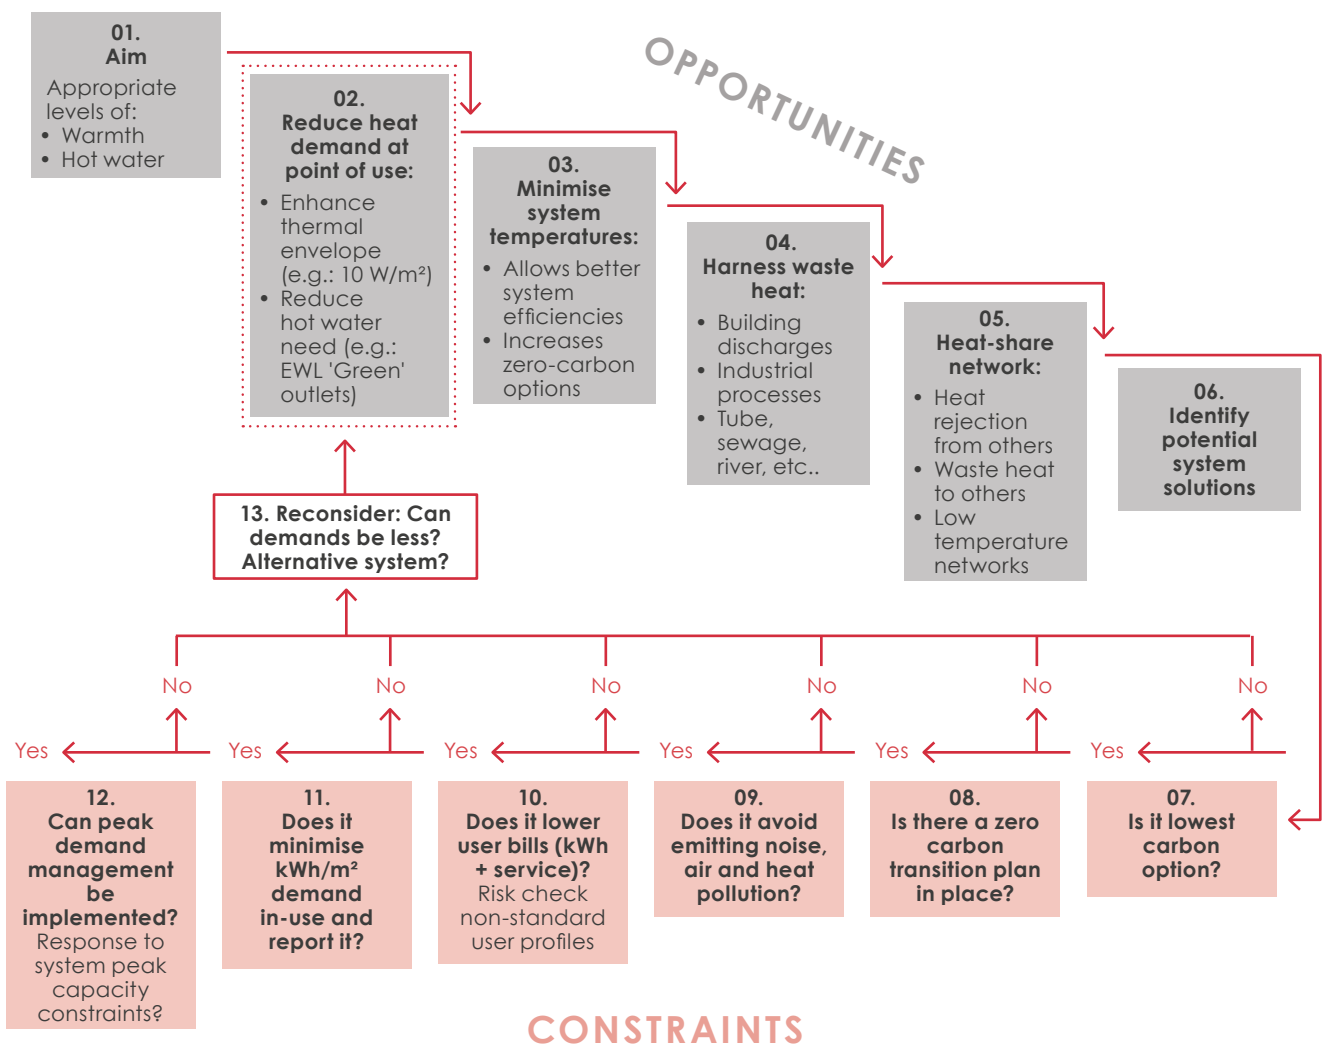 01.
Aim
Appropriate
levels of:
• Warmth
• Hot water
OPPORTUNITIES
02.
Reduce heat
demand at
point of use:
• Enhance
thermal
envelope
(e.g.: 10 W/m²)
• Reduce
hot water
need (e.g.:
EWL 'Green'
outlets)
03.
Minimise
system
temperatures:
• Allows better
system
efficiencies
• Increases
zero-carbon
options
04.
Harness waste
heat:
• Building
discharges
• Industrial
processes
• Tube,
sewage,
river, etc..
05.
Heat-share
network:
• Heat
rejection
from others
• Waste heat
to others
• Low
temperature
networks
06.
Identify
potential
system
solutions
13. Reconsider: Can
demands be less?
Alternative system?
No
No
No
No
No
No
Yes
Yes
Yes
Yes
Yes
Yes
12.
Can peak
demand
management
be
implemented?
Response to
system peak
capacity
constraints?
11.
Does it
minimise
kWh/m²
demand
in-use and
report it?
10.
Does it lower
user bills (kWh
+ service)?
Risk check
non-standard
user profiles
09.
Does it avoid
emitting noise,
air and heat
pollution?
08.
Is there a zero
carbon
transition plan
in place?
07.
Is it lowest
carbon
option?
CONSTRAINTS